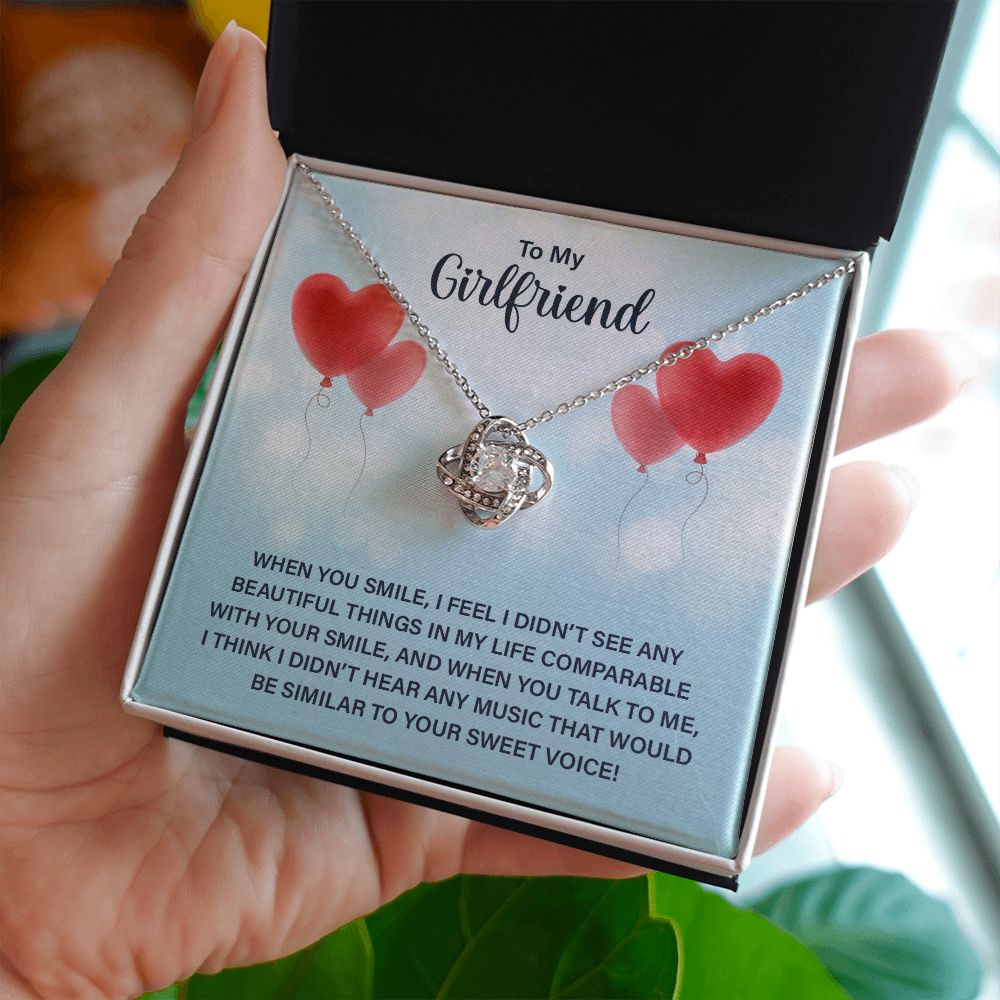 To My
Girlfriend
WHEN YOU SMILE, I FEEL I DIDN'T SEE ANY
BEAUTIFUL THINGS IN MY LIFE COMPARABLE
WITH YOUR SMILE, AND WHEN YOU TALK TO ME,
I THINK I DIDN'T HEAR ANY MUSIC THAT WOULD
BE SIMILAR TO YOUR SWEET VOICE!